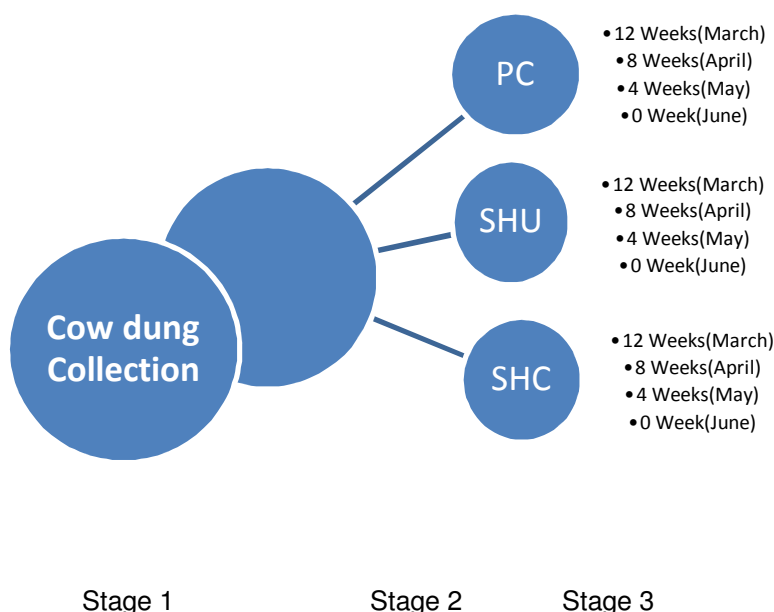 PC
•12 Weeks(March)
•8 Weeks(April)
•4 Weeks(May)
•0 Week(June)
SHU
•12 Weeks(March)
•8 Weeks(April)
•4 Weeks(May)
•0 Week(June)
Cow dung
Collection
SHC
•12 Weeks(March)
•8 Weeks(April)
•4 Weeks(May)
•0 Week(June)
Stage 1
Stage 2
Stage 3